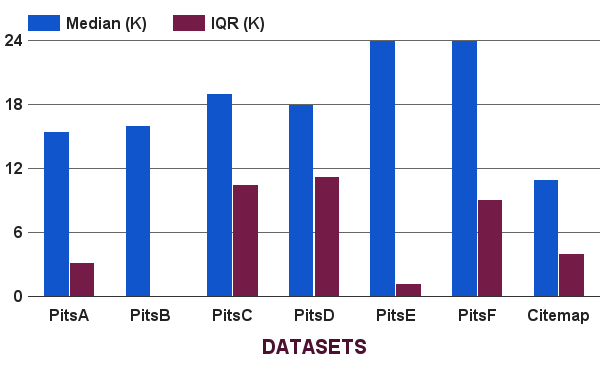 Median (K) IQR (K)
24
18
12
6
0
PitsA PitsB PitsC PitsD PitsE PitsF Citemap
DATASETS